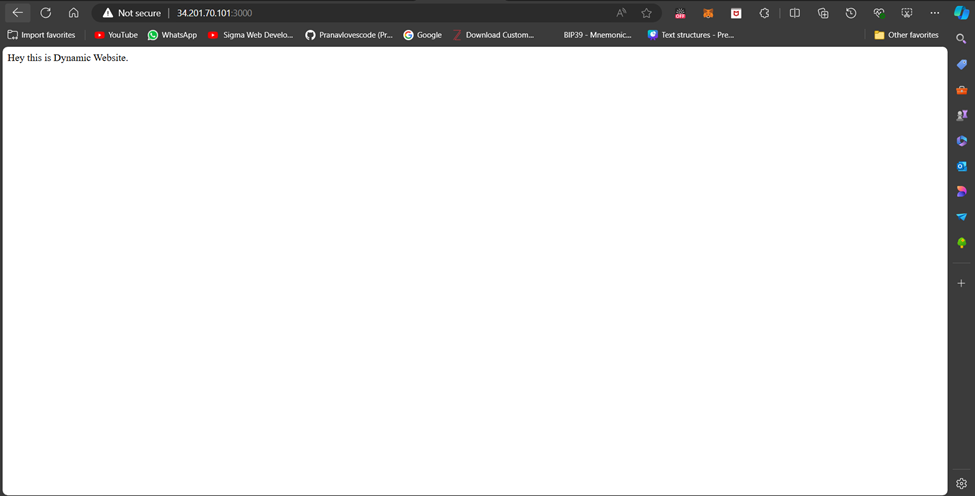 Not secure 34.201.70.101:3000
Import favorites YouTube WhatsApp Sigma Web Develo... Pranavlovescode (Pr... Google Download Custom... BIP39 - Mnemonic... Text structures - Pre... Other favorites
Hey this is Dynamic Website.